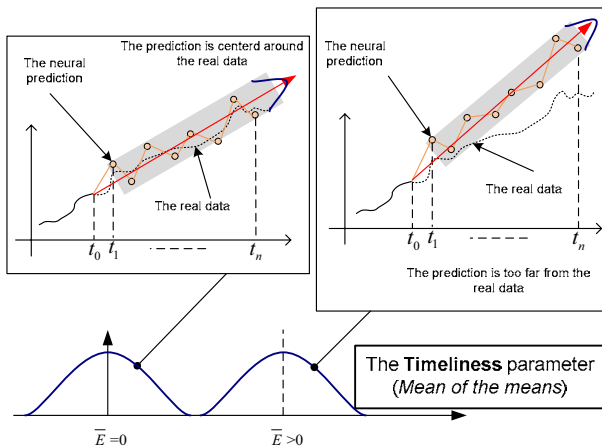 The prediction is centerd around
the real data
The neural
prediction
The real data
t0 t1 tn
The neural
prediction
The real data
t0 t1 tn
The prediction is too far from the
real data
The Timeliness parameter
(Mean of the means)
E̅ =0
E̅ >0